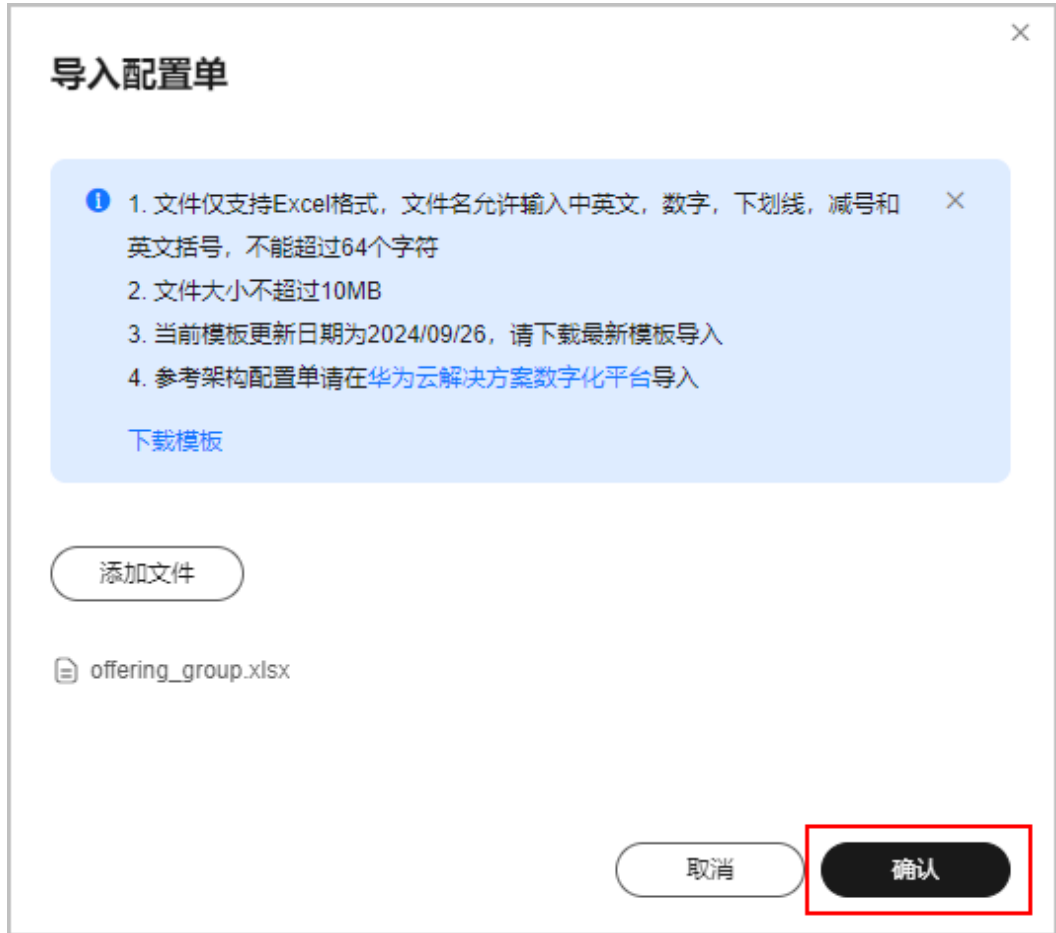 导入配置单
1. 文件仅支持Excel格式，文件名允许输入中英文，数字，下划线，减号和
英文括号，不能超过64个字符
2. 文件大小不超过10MB
3. 当前模板更新日期为2024/09/26，请下载最新模板导入
4. 参考架构配置单请在华为云解决方案数字化平台导入
下载模板
添加文件
offering_group.xlsx
取消
确认